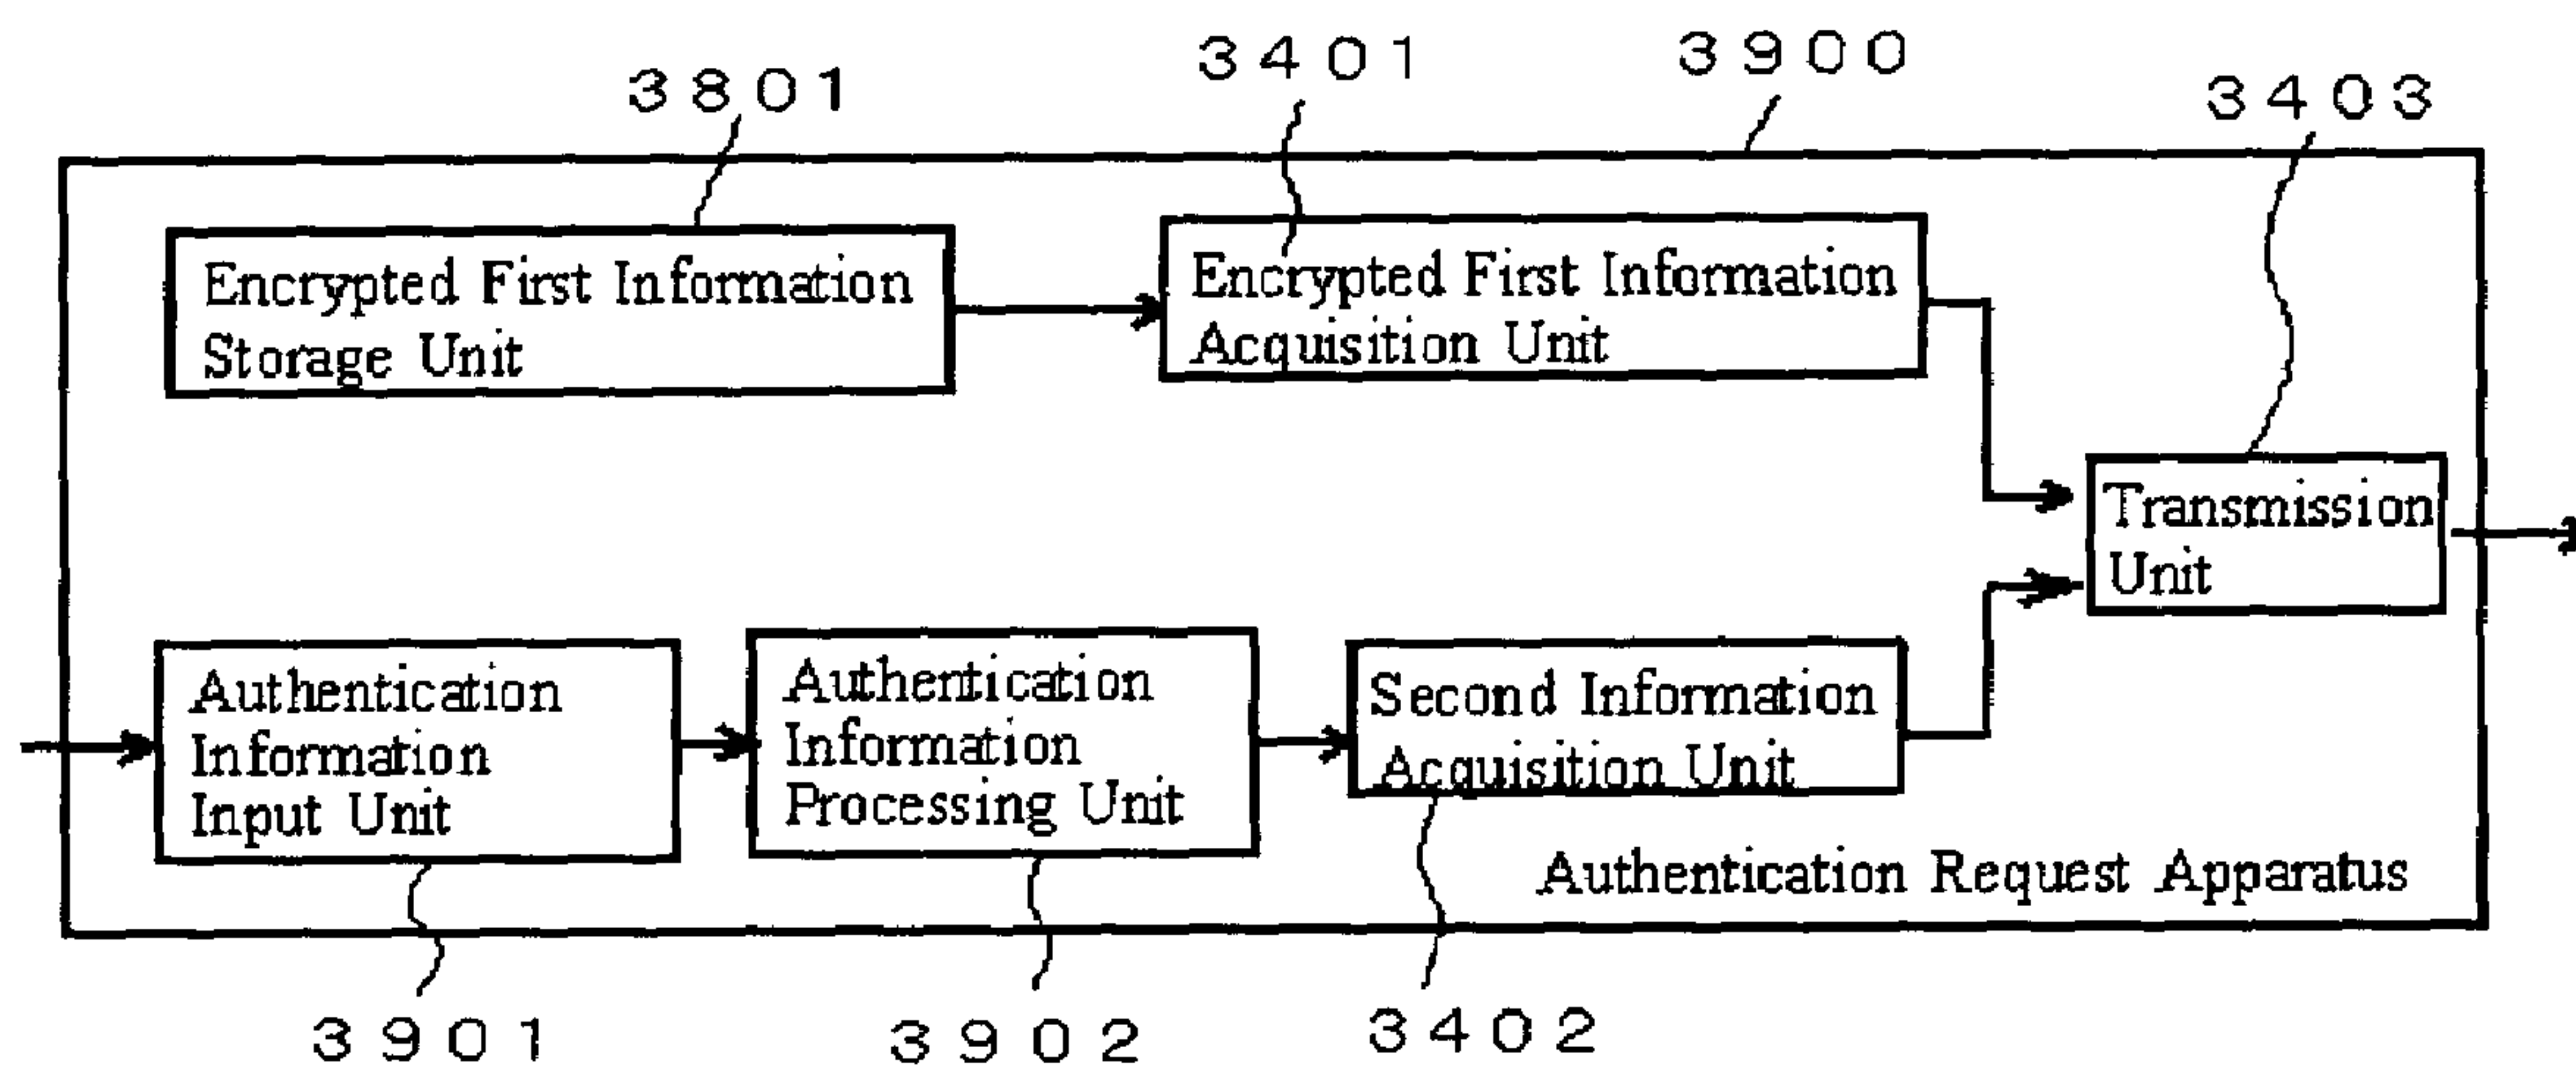 3801
3401
3900
3403
Encrypted First Information
Storage Unit
Encrypted First Information
Acquisition Unit
Transmission
Unit
Authentication
Information
Input Unit
Authentication
Information
Processing Unit
Second Information
Acquisition Unit
Authentication Request Apparatus
3901
3902
3402